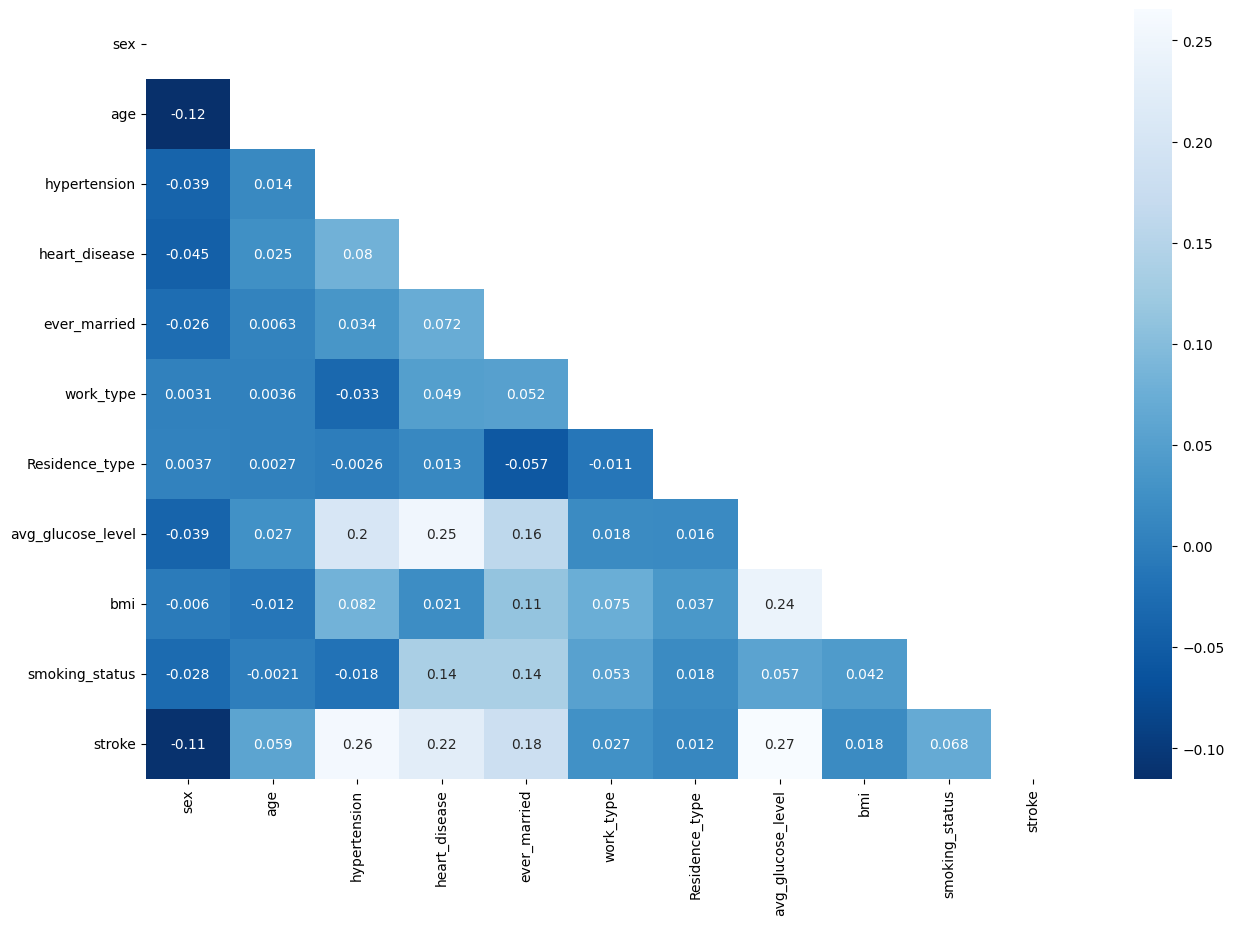 sex
age -0.12
hypertension -0.039 0.014
heart_disease -0.045 0.025 0.08
ever_married -0.026 0.0063 0.034 0.072
work_type 0.0031 0.0036 -0.033 0.049 0.052
Residence_type 0.0037 0.0027 -0.0026 0.013 -0.057 -0.011
avg_glucose_level -0.039 0.027 0.2 0.25 0.16 0.018 0.016
bmi -0.006 -0.012 0.082 0.021 0.11 0.075 0.037 0.24
smoking_status -0.028 -0.0021 -0.018 0.14 0.14 0.053 0.018 0.057 0.042
stroke -0.11 0.059 0.26 0.22 0.18 0.027 0.012 0.27 0.018 0.068
sex
age
hypertension
heart_disease
ever_married
work_type
Residence_type
avg_glucose_level
bmi
smoking_status
stroke
0.25
0.20
0.15
0.10
0.05
0.00
−0.05
−0.10